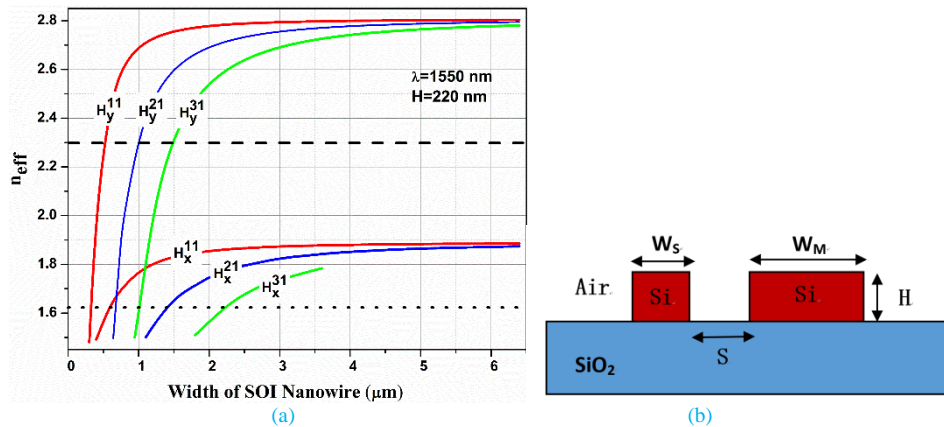 2.8
2.6
2.4
2.2
2.0
1.8
1.6
n_eff
λ=1550 nm
H=220 nm
H_y^11
H_y^21
H_y^31
H_x^11
H_x^21
H_x^31
0 1 2 3 4 5 6
Width of SOI Nanowire (μm)
(a)
W_S W_M
Air
Si Si
H
S
SiO_2
(b)